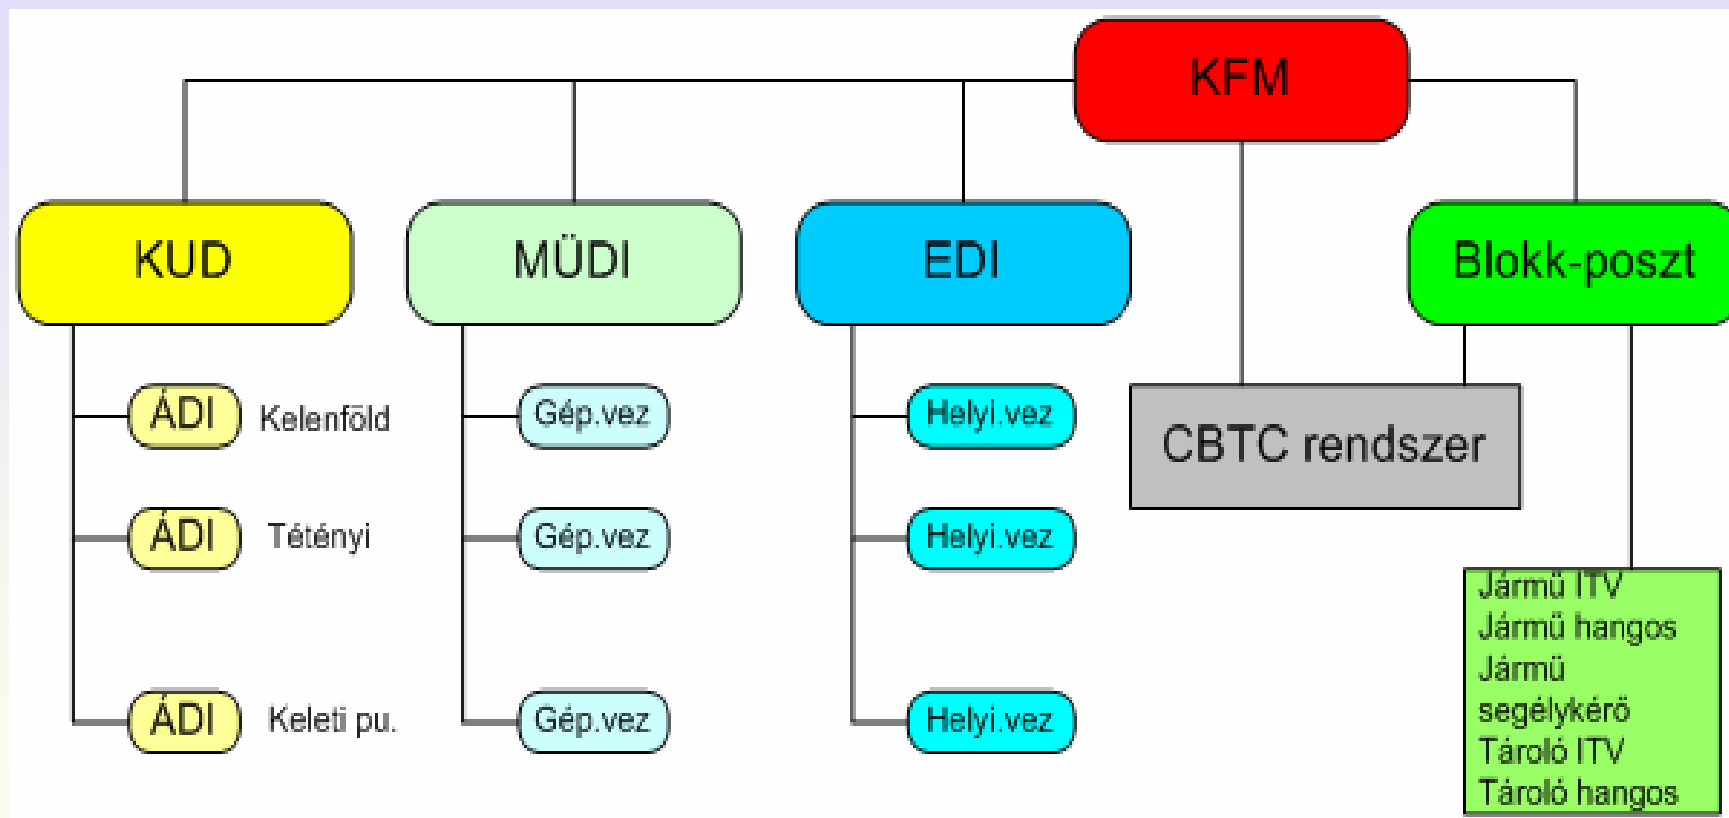 KFM
KUD
MÜDI
EDI
Blokk-poszt
ÁDI Kelenföld
Gép.vez
Helyi.vez
CBTC rendszer
ÁDI Tétényi
Gép.vez
Helyi.vez
Jármű ITV
Jármű hangos
Jármű
segélykérő
Tároló ITV
Tároló hangos
ÁDI Keleti pu.
Gép.vez
Helyi.vez